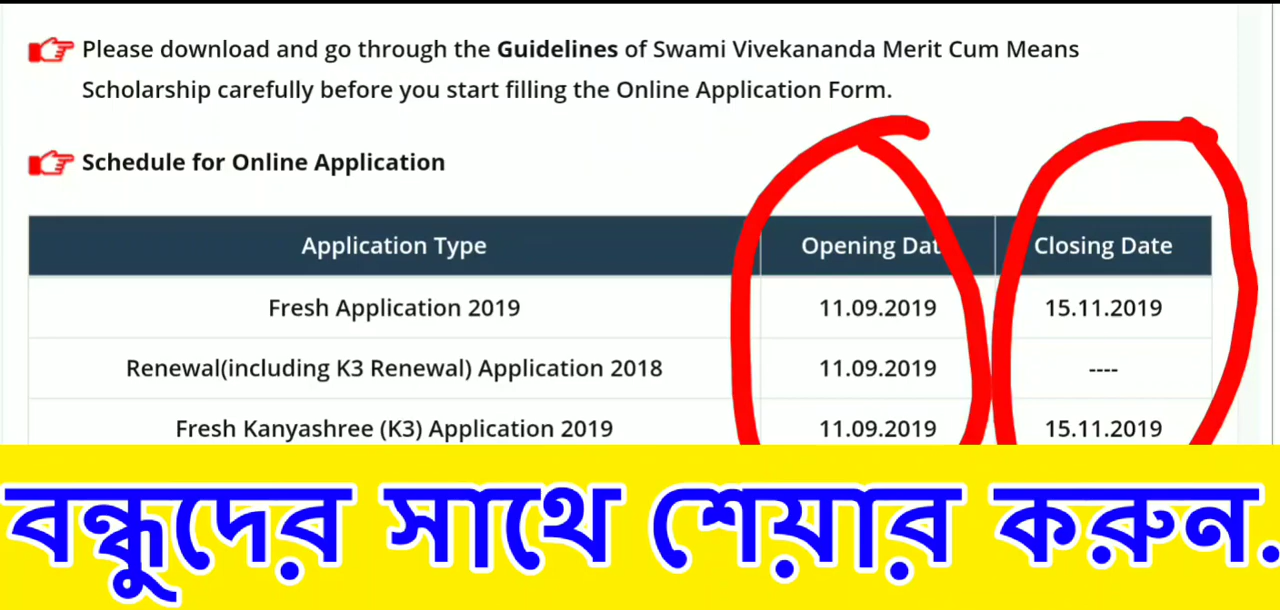 Please download and go through the Guidelines of Swami Vivekananda Merit Cum Means
Scholarship carefully before you start filling the Online Application Form.
Schedule for Online Application
Application Type Opening Dat Closing Date
Fresh Application 2019 11.09.2019 15.11.2019
Renewal(including K3 Renewal) Application 2018 11.09.2019 ----
Fresh Kanyashree (K3) Application 2019 11.09.2019 15.11.2019
বন্ধুদের সাথে শেয়ার করুন.